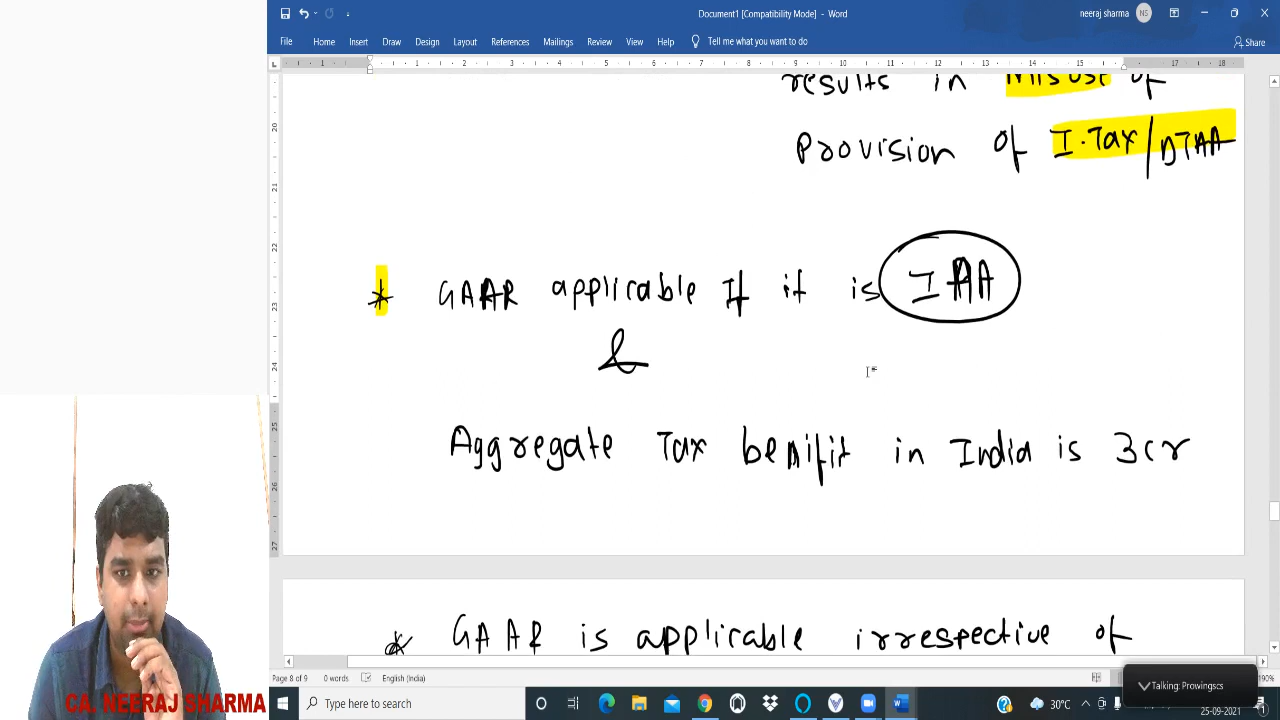 Document1 [Compatibility Mode] - Word
neeraj sharma NS
File Home Insert Draw Design Layout References Mailings Review View Help Tell me what you want to do Share
results in Misuse of
Provision of I.Tax/DTAA
* GAAR applicable If it is IAA
&
Aggregate Tax benifit in India is 3cr
* GAAR is applicable irrespective of
CA. NEERAJ SHARMA
Page 8 of 9 0 words English (India)
190%
Talking: Prowingscs
Type here to search
30°C
25-09-2021